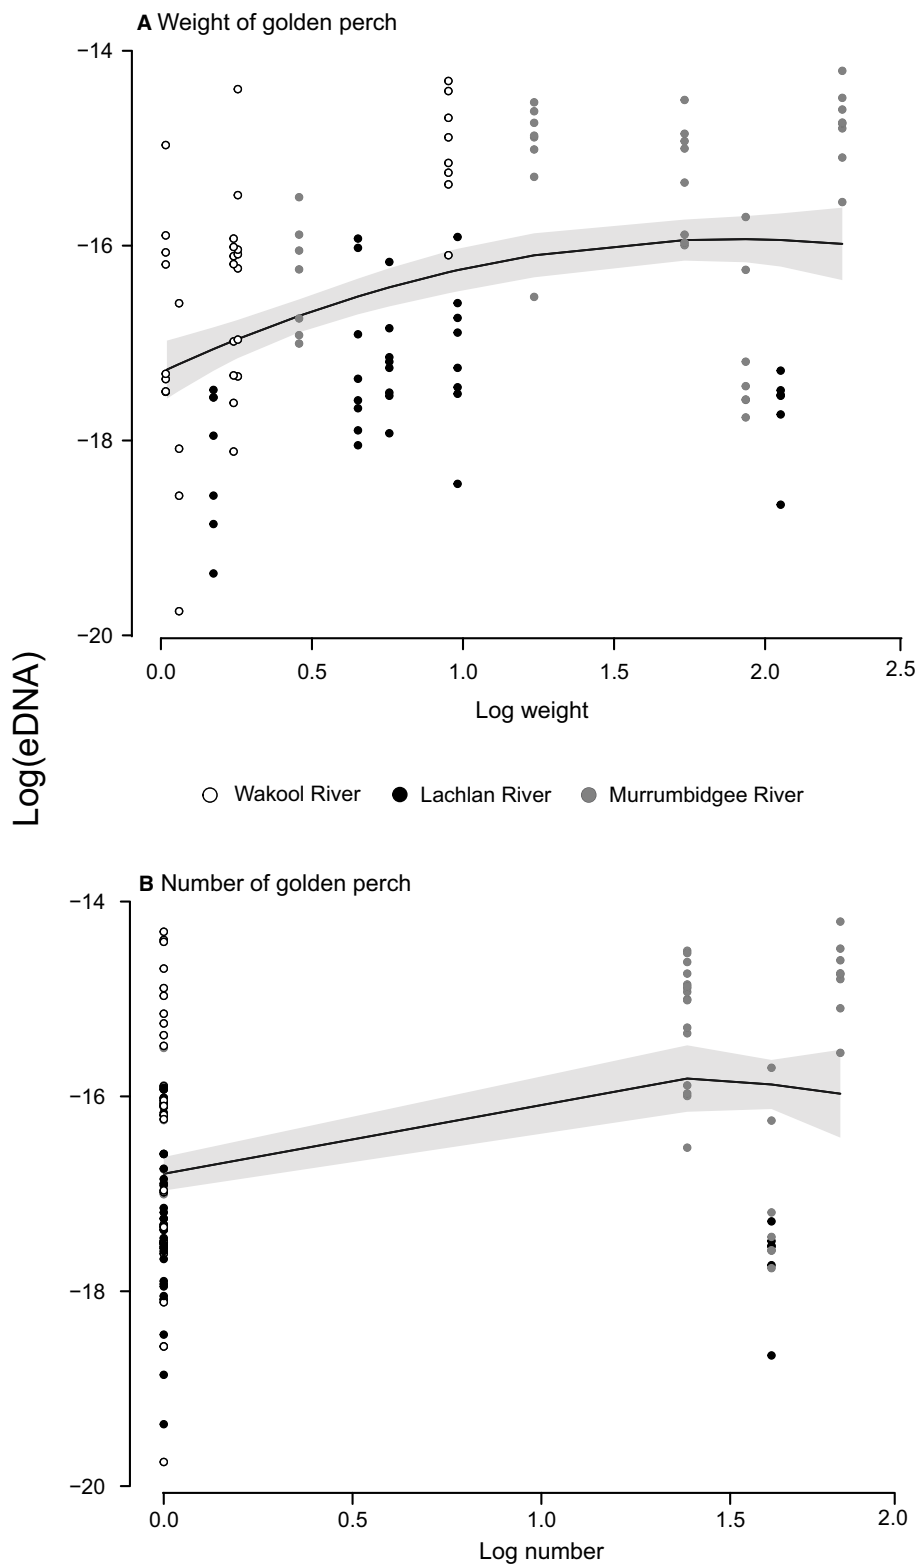 A Weight of golden perch
−14
−16
−18
−20
0.0 0.5 1.0 1.5 2.0 2.5
Log weight
Log(eDNA)
Wakool River Lachlan River Murrumbidgee River
B Number of golden perch
−14
−16
−18
−20
0.0 0.5 1.0 1.5 2.0
Log number